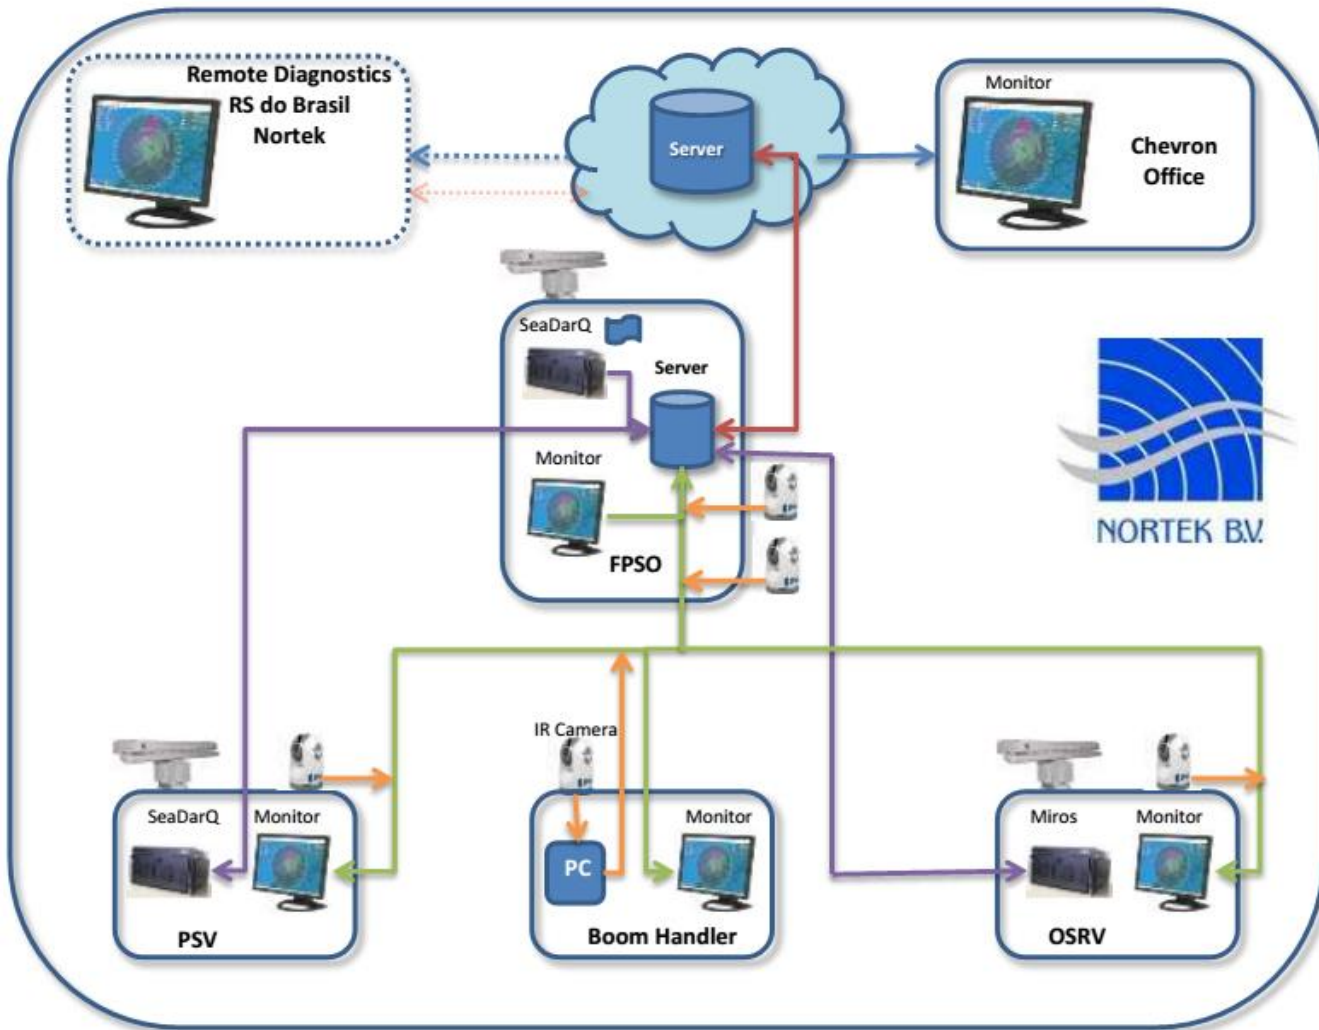 Remote Diagnostics
RS do Brasil
Nortek
Server
Monitor
Chevron
Office
SeaDarQ
Server
Monitor
FPSO
NORTEK B.V.
IR Camera
SeaDarQ
Monitor
PSV
PC
Monitor
Boom Handler
Miros
Monitor
OSRV